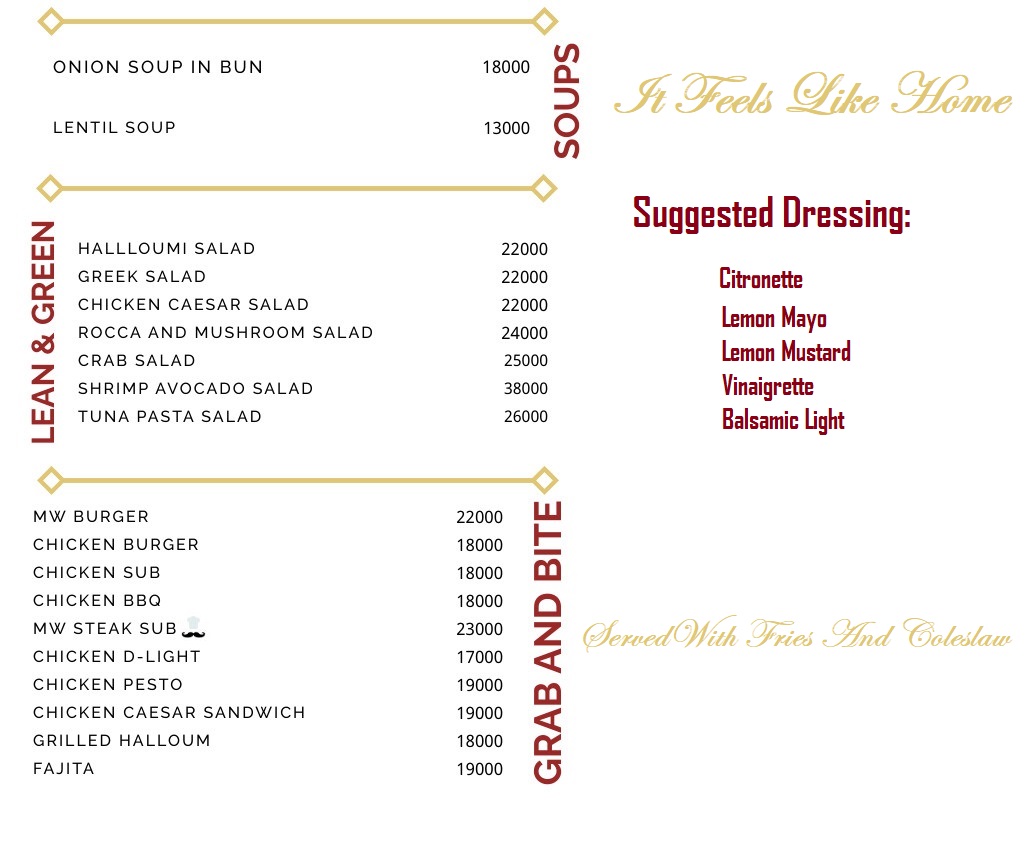 SOUPS
ONION SOUP IN BUN 18000
LENTIL SOUP 13000
It Feels Like Home
LEAN & GREEN
HALLLOUMI SALAD 22000
GREEK SALAD 22000
CHICKEN CAESAR SALAD 22000
ROCCA AND MUSHROOM SALAD 24000
CRAB SALAD 25000
SHRIMP AVOCADO SALAD 38000
TUNA PASTA SALAD 26000
Suggested Dressing:
Citronette
Lemon Mayo
Lemon Mustard
Vinaigrette
Balsamic Light
GRAB AND BITE
MW BURGER 22000
CHICKEN BURGER 18000
CHICKEN SUB 18000
CHICKEN BBQ 18000
MW STEAK SUB 23000
CHICKEN D-LIGHT 17000
CHICKEN PESTO 19000
CHICKEN CAESAR SANDWICH 19000
GRILLED HALLOUM 18000
FAJITA 19000
Served With Fries And Coleslaw